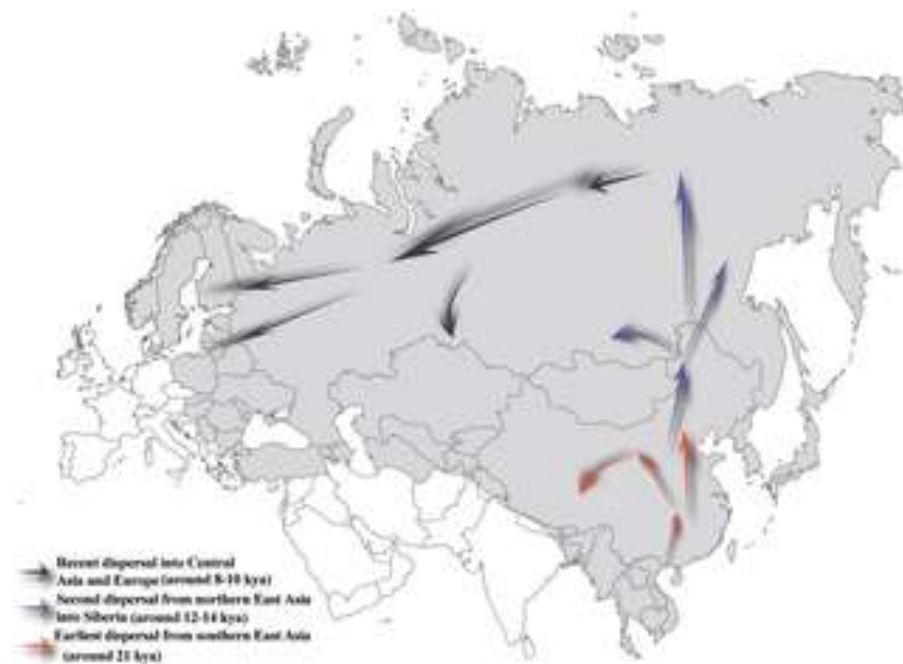 Recent dispersal into Central
Asia and Europe (around 8-10 kya)
Second dispersal from northern East Asia
into Siberia (around 12-14 kya)
Earliest dispersal from southern East Asia
(around 21 kya)